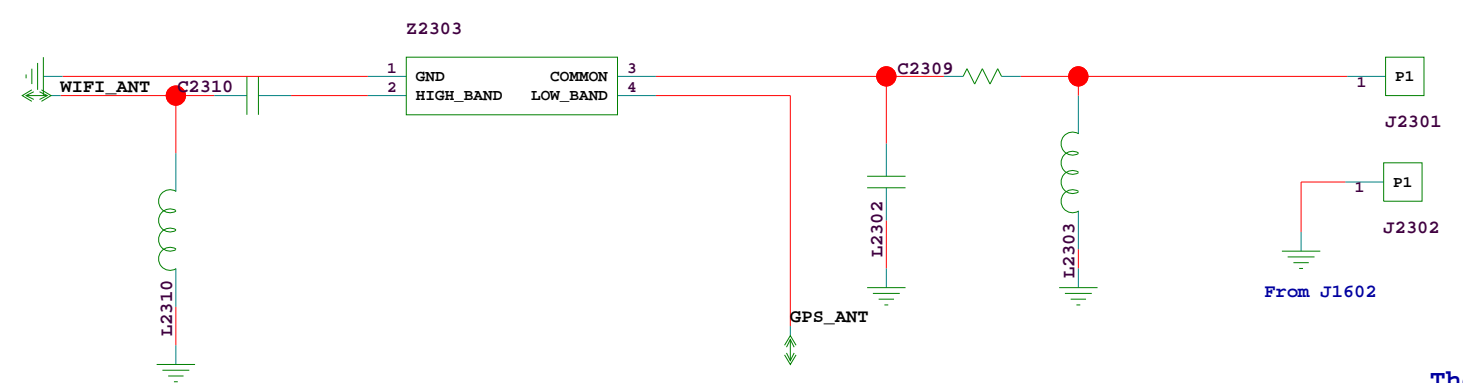 Z2303
1 GND COMMON 3
2 HIGH_BAND LOW_BAND 4
WIFI_ANT C2310
C2309
1 P1
J2301
1 P1
J2302
L2302
L2303
L2310
From J1602
GPS_ANT